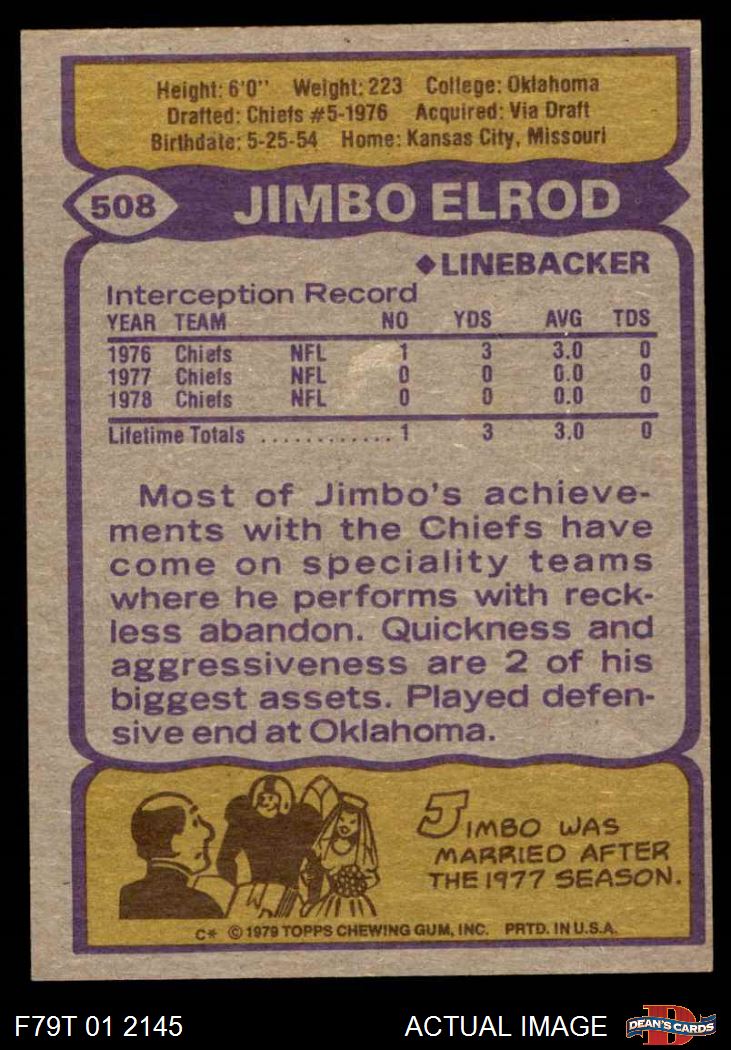 Height: 6'0" Weight: 223 College: Oklahoma
Drafted: Chiefs #5-1976 Acquired: Via Draft
Birthdate: 5-25-54 Home: Kansas City, Missouri
508 JIMBO ELROD
◆LINEBACKER
Interception Record
YEAR TEAM NO YDS AVG TDS
1976 Chiefs NFL 1 3 3.0 0
1977 Chiefs NFL 0 0 0.0 0
1978 Chiefs NFL 0 0 0.0 0
Lifetime Totals ............ 1 3 3.0 0
Most of Jimbo's achieve-
ments with the Chiefs have
come on speciality teams
where he performs with reck-
less abandon. Quickness and
aggressiveness are 2 of his
biggest assets. Played defen-
sive end at Oklahoma.
JIMBO WAS
MARRIED AFTER
THE 1977 SEASON.
C* © 1979 TOPPS CHEWING GUM, INC. PRTD. IN U.S.A.
F79T 01 2145 ACTUAL IMAGE D DEAN'S CARDS